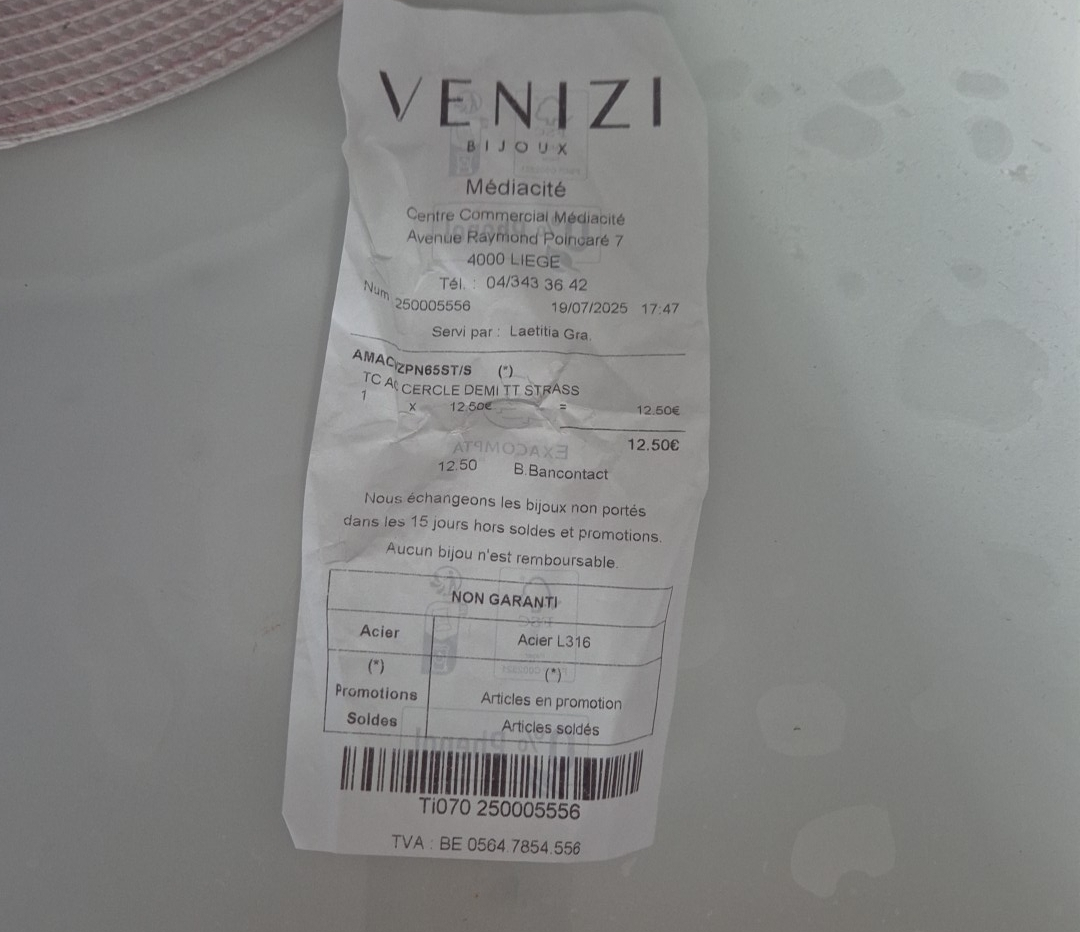 VENIZI
BIJOUX
Médiacité
Centre Commercial Médiacité
Avenue Raymond Poincaré 7
4000 LIEGE
Tél. : 04/343 36 42
Num 250005556 19/07/2025 17:47
Servi par : Laetitia Gra.
AMAC ZPN65ST/S (*)
TC AC CERCLE DEMI TT STRASS
1 x 12.50€ = 12.50€
12.50€
EXACOMPTA
12.50 B.Bancontact
Nous échangeons les bijoux non portés
dans les 15 jours hors soldes et promotions.
Aucun bijou n'est remboursable.
NON GARANTI
Acier Acier L316
(*) (*)
Promotions Articles en promotion
Soldes Articles soldés
Ti070 250005556
TVA : BE 0564.7854.556